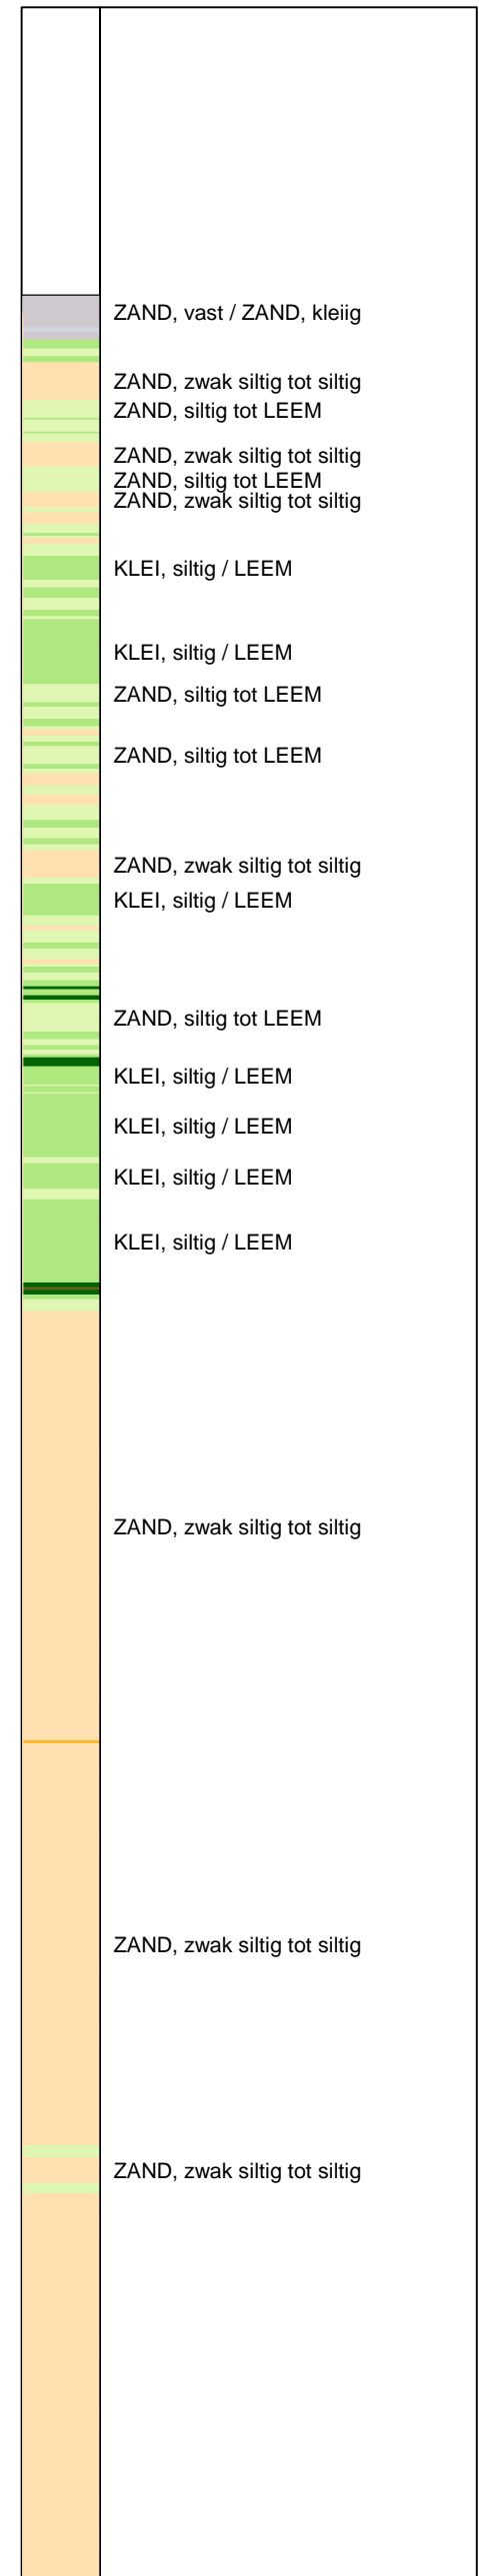 ZAND, vast / ZAND, kleiig
ZAND, zwak siltig tot siltig
ZAND, siltig tot LEEM
ZAND, zwak siltig tot siltig
ZAND, siltig tot LEEM
ZAND, zwak siltig tot siltig
KLEI, siltig / LEEM
KLEI, siltig / LEEM
ZAND, siltig tot LEEM
ZAND, siltig tot LEEM
ZAND, zwak siltig tot siltig
KLEI, siltig / LEEM
ZAND, siltig tot LEEM
KLEI, siltig / LEEM
KLEI, siltig / LEEM
KLEI, siltig / LEEM
KLEI, siltig / LEEM
ZAND, zwak siltig tot siltig
ZAND, zwak siltig tot siltig
ZAND, zwak siltig tot siltig